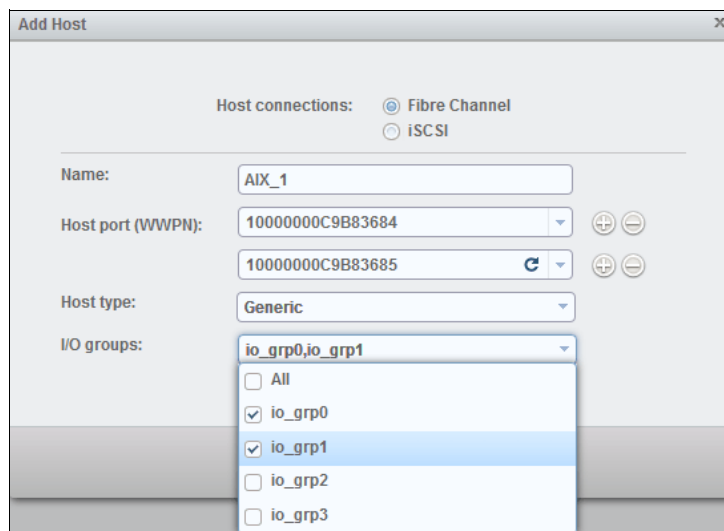 Add Host
Host connections: Fibre Channel
iSCSI
Name: AIX_1
Host port (WWPN): 10000000C9B83684
10000000C9B83685
Host type: Generic
I/O groups: io_grp0,io_grp1
All
io_grp0
io_grp1
io_grp2
io_grp3